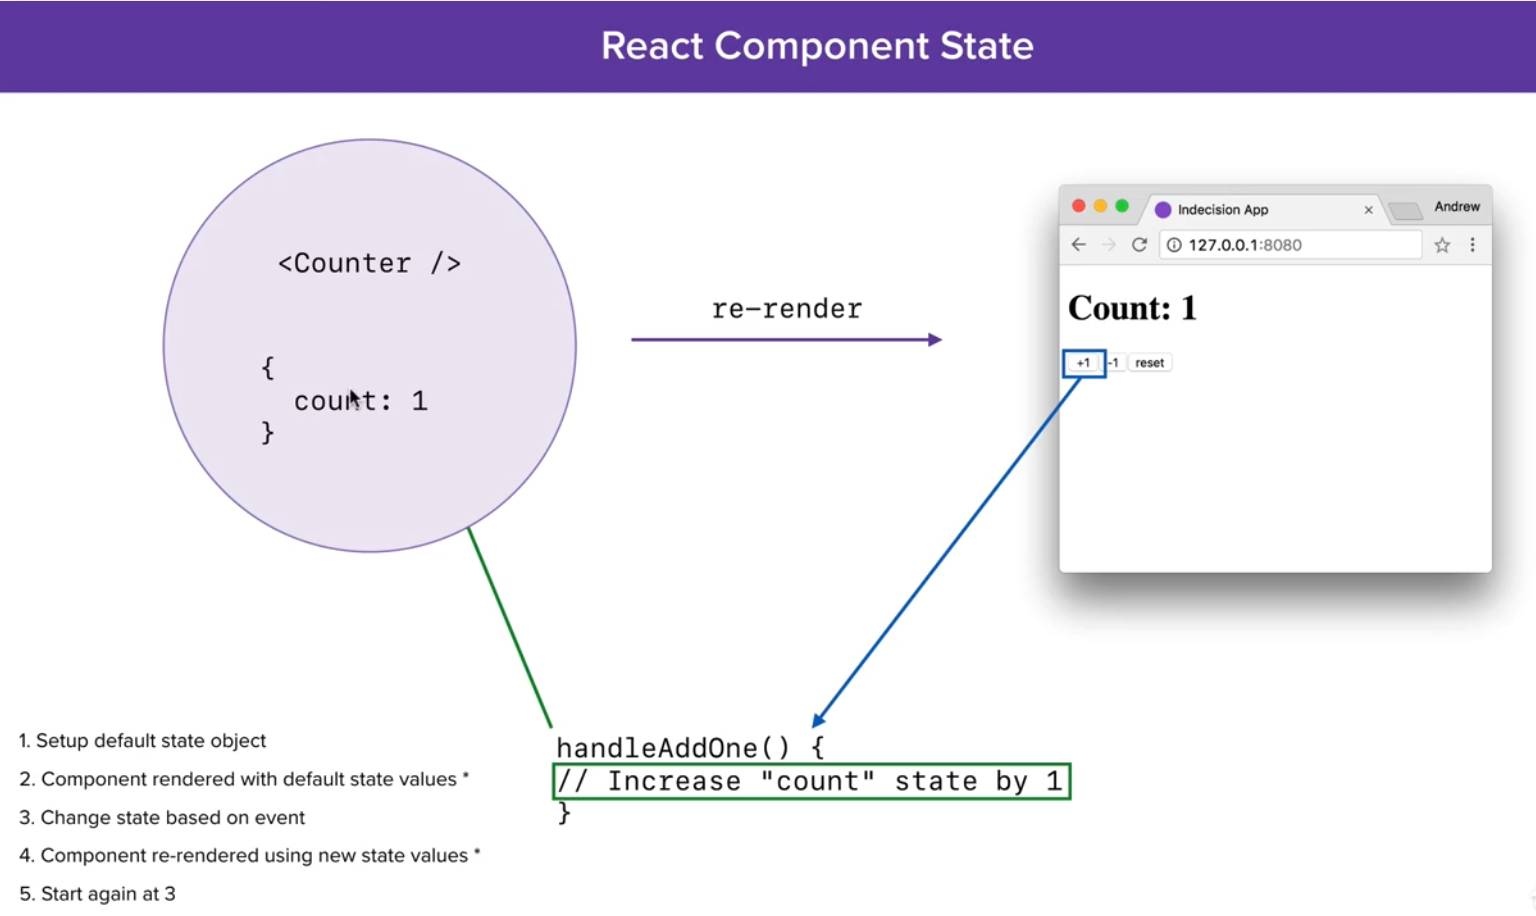 React Component State
<Counter />
{
count: 1
}
re-render
Indecision App
Andrew
127.0.0.1:8080
Count: 1
+1 -1 reset
handleAddOne() {
// Increase "count" state by 1
}
1. Setup default state object
2. Component rendered with default state values *
3. Change state based on event
4. Component re-rendered using new state values *
5. Start again at 3